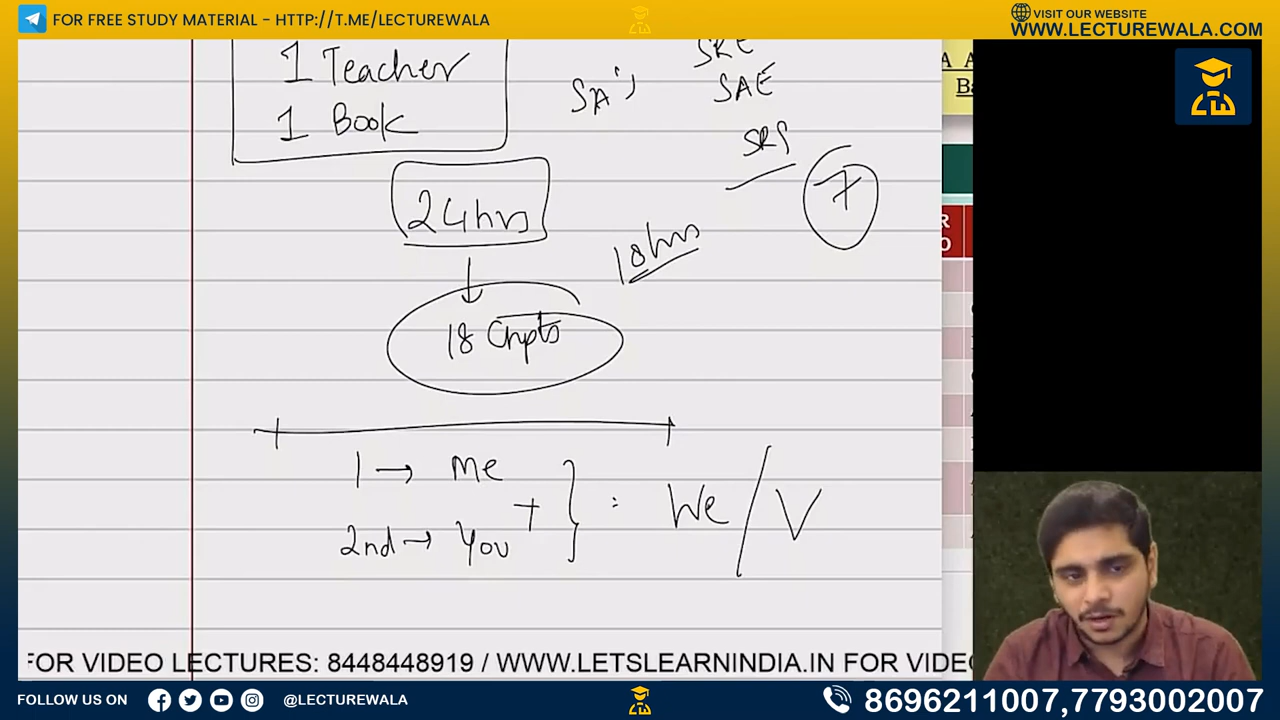 FOR FREE STUDY MATERIAL - HTTP://T.ME/LECTUREWALA
VISIT OUR WEBSITE
WWW.LECTUREWALA.COM
1 Teacher
1 Book
SA's
SRE
SAE
SRS
24hrs
18hrs
7
18 Chpts
1 → Me
2nd → You
+ } : We / V
FOR VIDEO LECTURES: 8448448919 / WWW.LETSLEARNINDIA.IN FOR VIDE
FOLLOW US ON
@LECTUREWALA
8696211007,7793002007